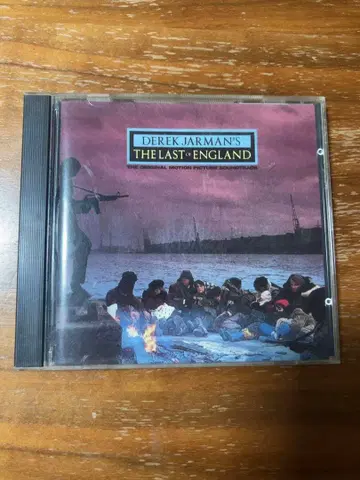 DEREK JARMAN'S
THE LAST OF ENGLAND
THE ORIGINAL MOTION PICTURE SOUNDTRACK